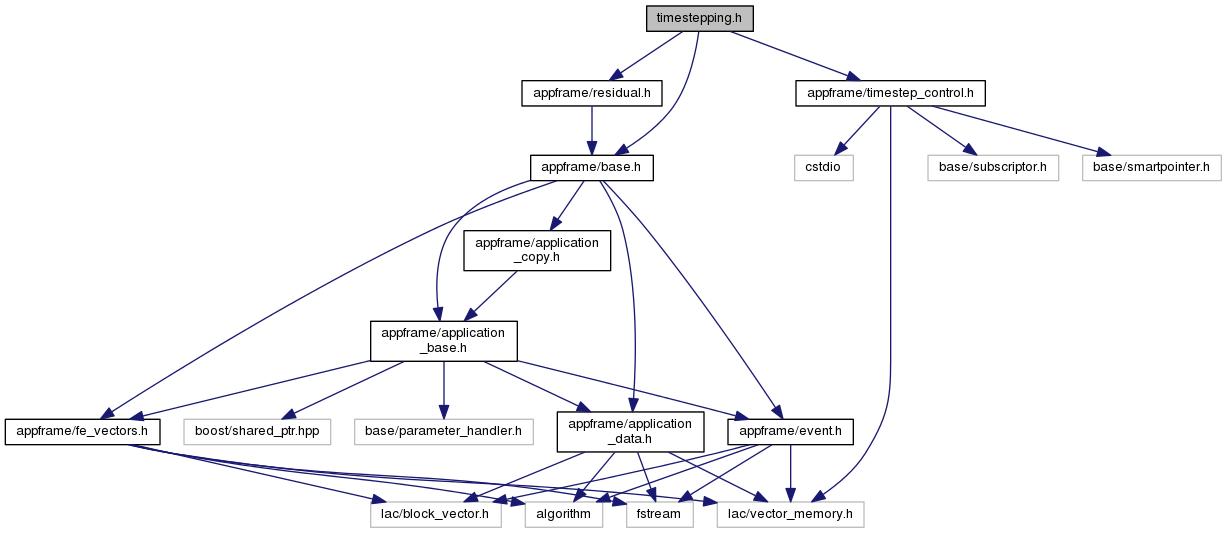 timestepping.h
appframe/residual.h
appframe/timestep_control.h
appframe/base.h
cstdio
base/subscriptor.h
base/smartpointer.h
appframe/application
_copy.h
appframe/application
_base.h
appframe/fe_vectors.h
boost/shared_ptr.hpp
base/parameter_handler.h
appframe/application
_data.h
appframe/event.h
lac/block_vector.h
algorithm
fstream
lac/vector_memory.h